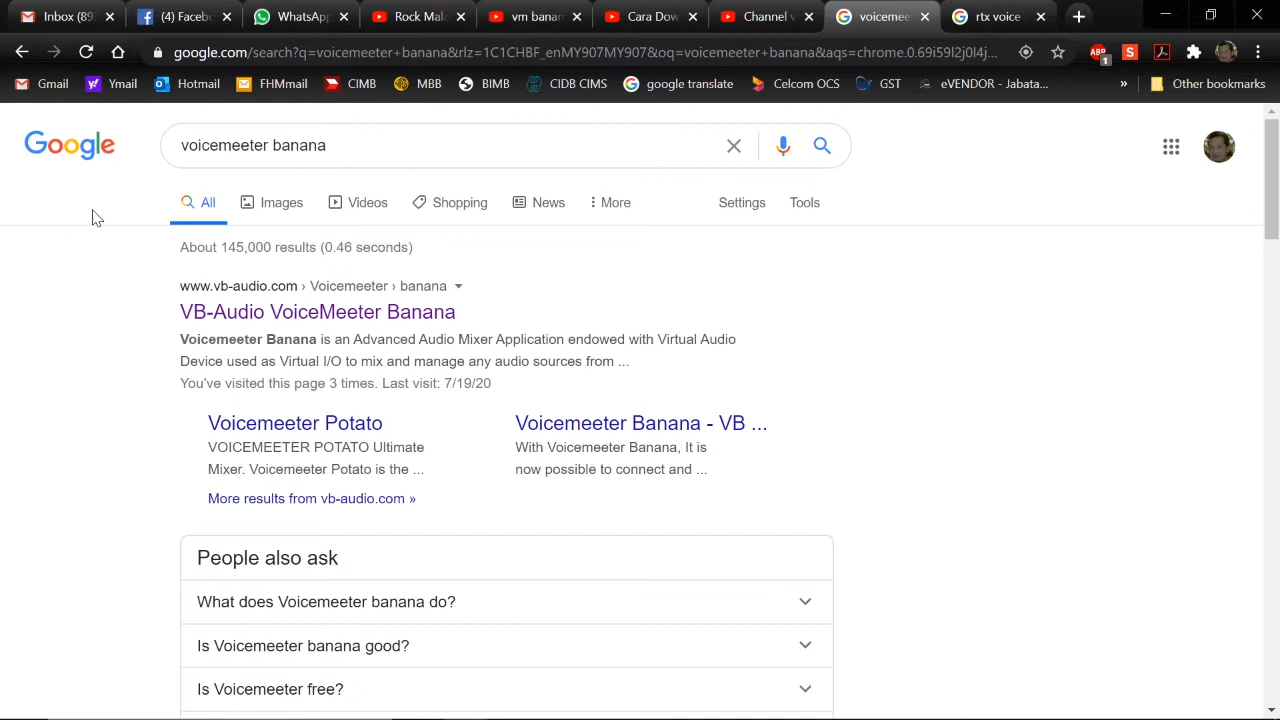 Inbox (89
(4) Faceb
WhatsAp
Rock Mal
vm banan
Cara Dow
Channel v
voicemee
rtx voice
google.com/search?q=voicemeeter+banana&rlz=1C1CHBF_enMY907MY907&oq=voicemeeter+banana&aqs=chrome.0.69i59l2j0l4j...
ABP
1
S
Gmail
Ymail
Hotmail
FHMmail
CIMB
MBB
BIMB
CIDB CIMS
google translate
Celcom OCS
GST
eVENDOR - Jabata...
»
Other bookmarks
Google
voicemeeter banana
All
Images
Videos
Shopping
News
More
Settings
Tools
About 145,000 results (0.46 seconds)
www.vb-audio.com › Voicemeeter › banana
VB-Audio VoiceMeeter Banana
Voicemeeter Banana is an Advanced Audio Mixer Application endowed with Virtual Audio
Device used as Virtual I/O to mix and manage any audio sources from ...
You've visited this page 3 times. Last visit: 7/19/20
Voicemeeter Potato
VOICEMEETER POTATO Ultimate
Mixer. Voicemeeter Potato is the ...
Voicemeeter Banana - VB ...
With Voicemeeter Banana, It is
now possible to connect and ...
More results from vb-audio.com »
People also ask
What does Voicemeeter banana do?
Is Voicemeeter banana good?
Is Voicemeeter free?